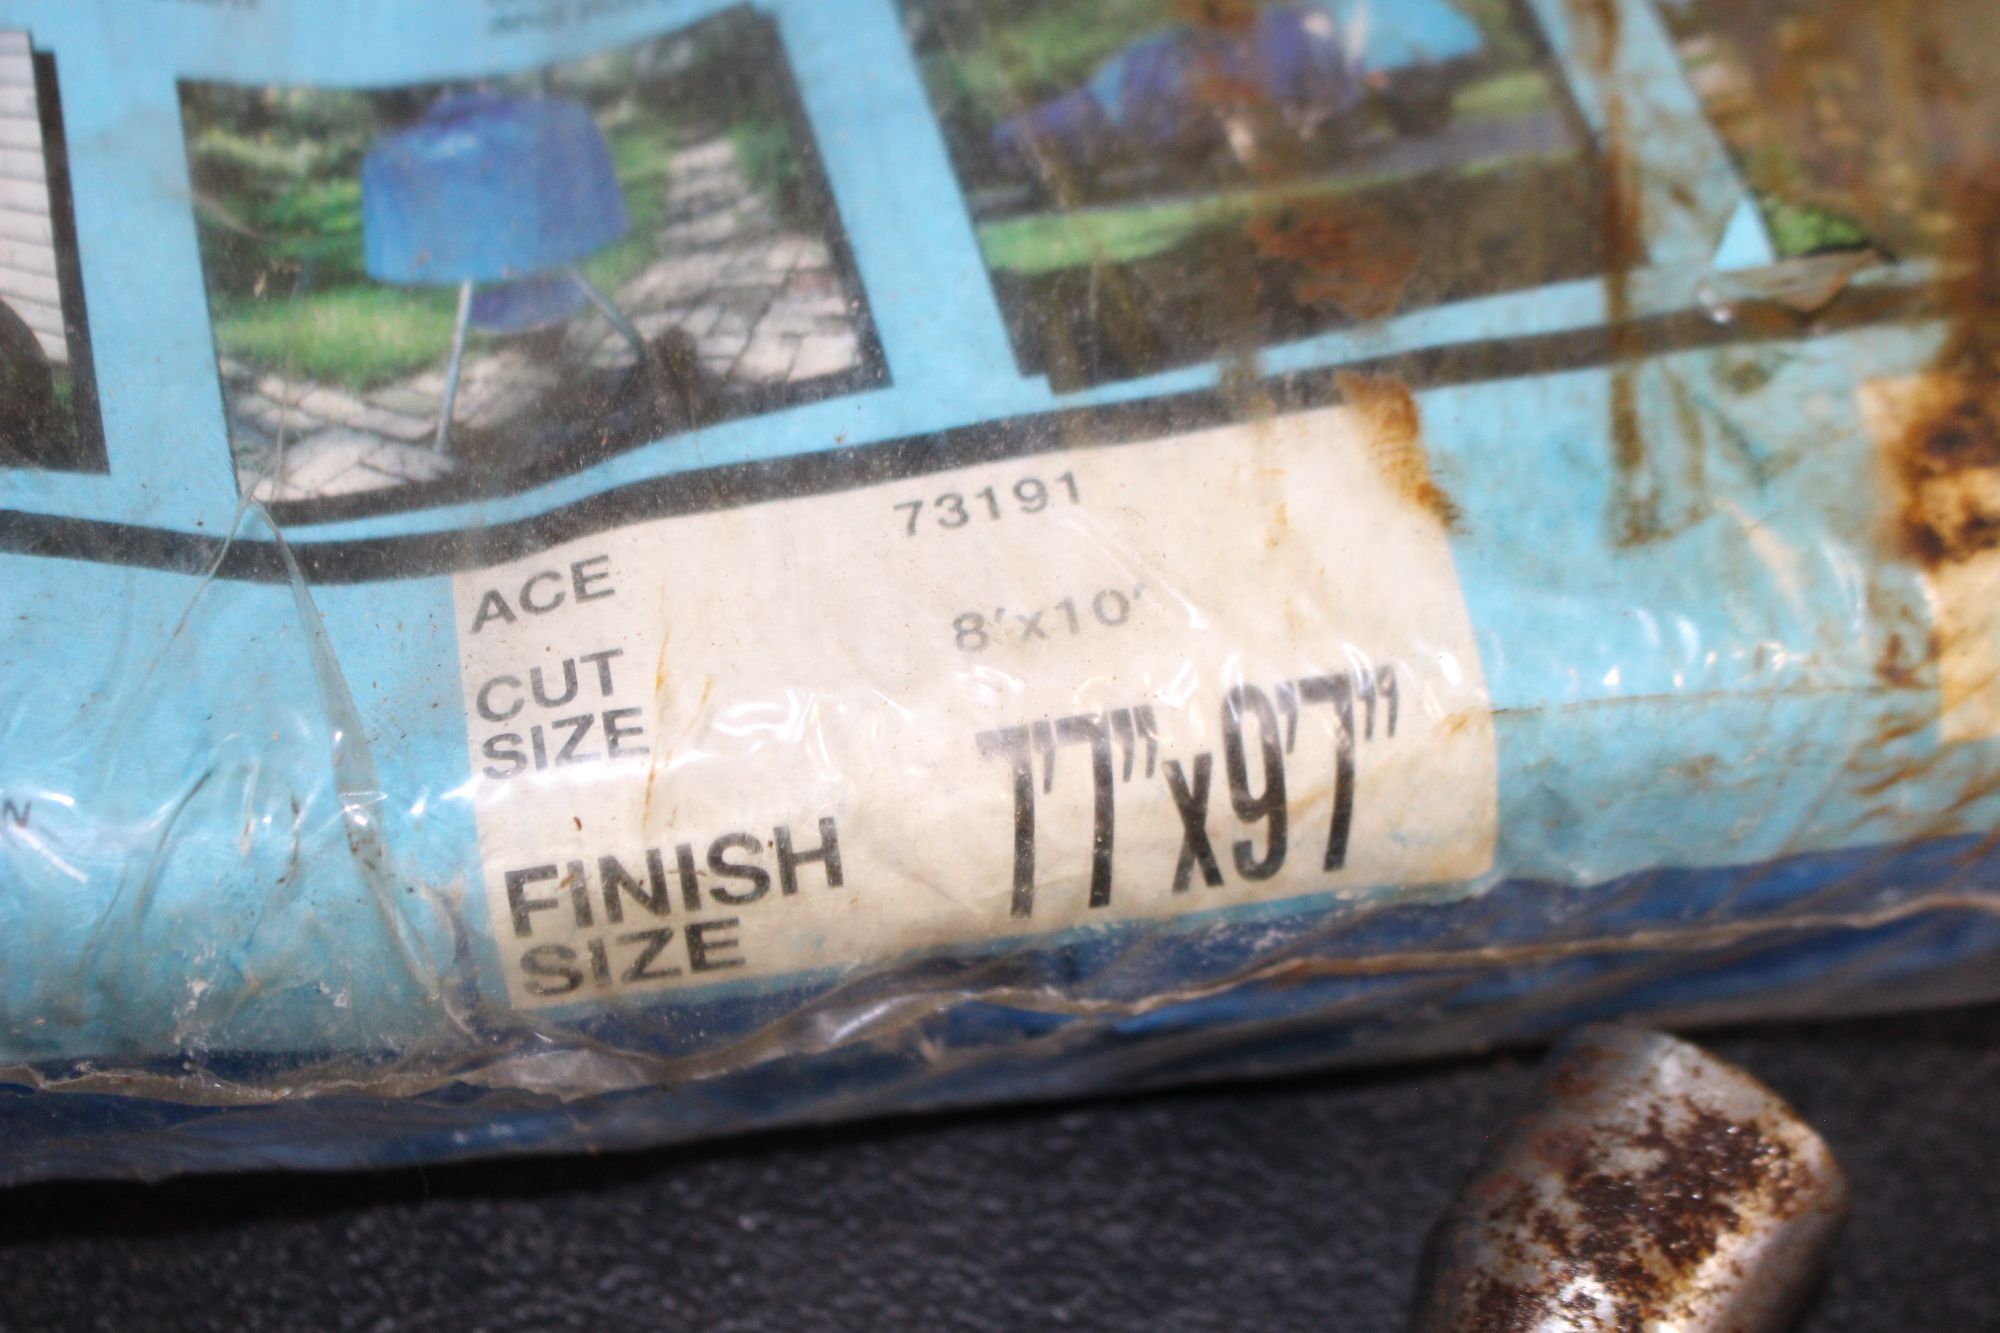 ACE 73191
CUT
SIZE 8'x10'
FINISH
SIZE 7'7"x9'7"
N